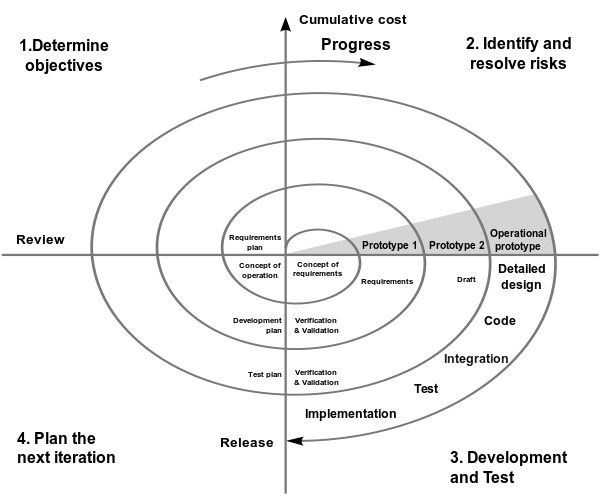 Cumulative cost
Progress
1.Determine
objectives
2. Identify and
resolve risks
Review
Requirements
plan
Prototype 1
Prototype 2
Operational
prototype
Concept of
operation
Concept of
requirements
Requirements
Draft
Detailed
design
Development
plan
Verification
& Validation
Code
Integration
Test plan
Verification
& Validation
Test
Implementation
Release
4. Plan the
next iteration
3. Development
and Test